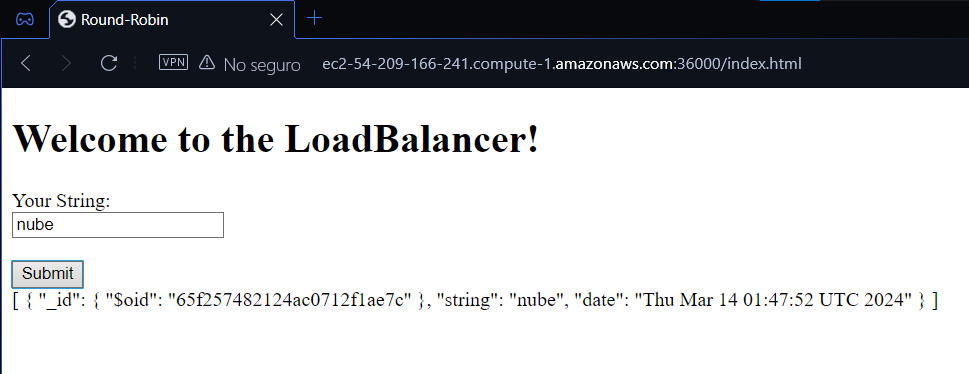 Round-Robin
VPN No seguro ec2-54-209-166-241.compute-1.amazonaws.com:36000/index.html
Welcome to the LoadBalancer!
Your String:
nube
Submit
[ { "_id": { "$oid": "65f257482124ac0712f1ae7c" }, "string": "nube", "date": "Thu Mar 14 01:47:52 UTC 2024" } ]